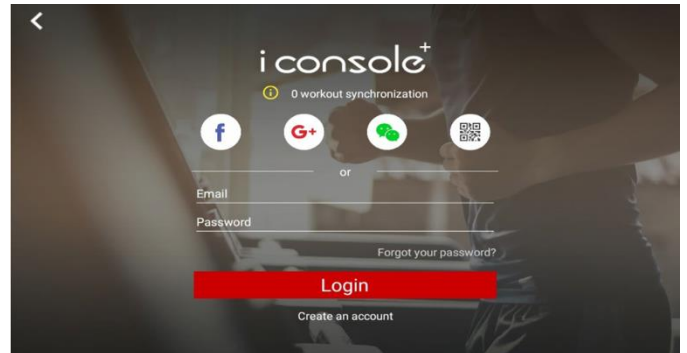 i console+
0 workout synchronization
f G+
or
Email
Password
Forgot your password?
Login
Create an account